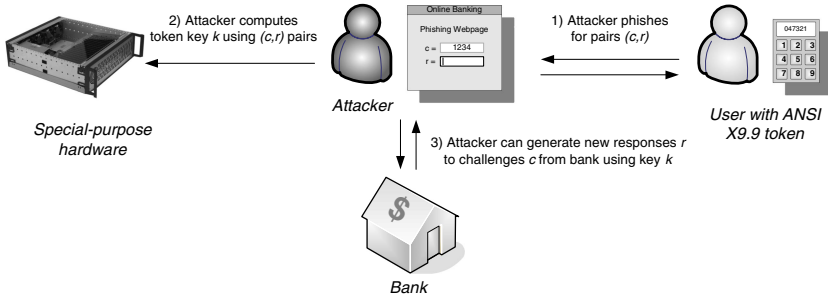 2) Attacker computes
token key k using (c,r) pairs
Online Banking
Phishing Webpage
c = 1234
r =
1) Attacker phishes
for pairs (c,r)
047321
1 2 3
4 5 6
7 8 9
Attacker
Special-purpose
hardware
User with ANSI
X9.9 token
3) Attacker can generate new responses r
to challenges c from bank using key k
$
Bank